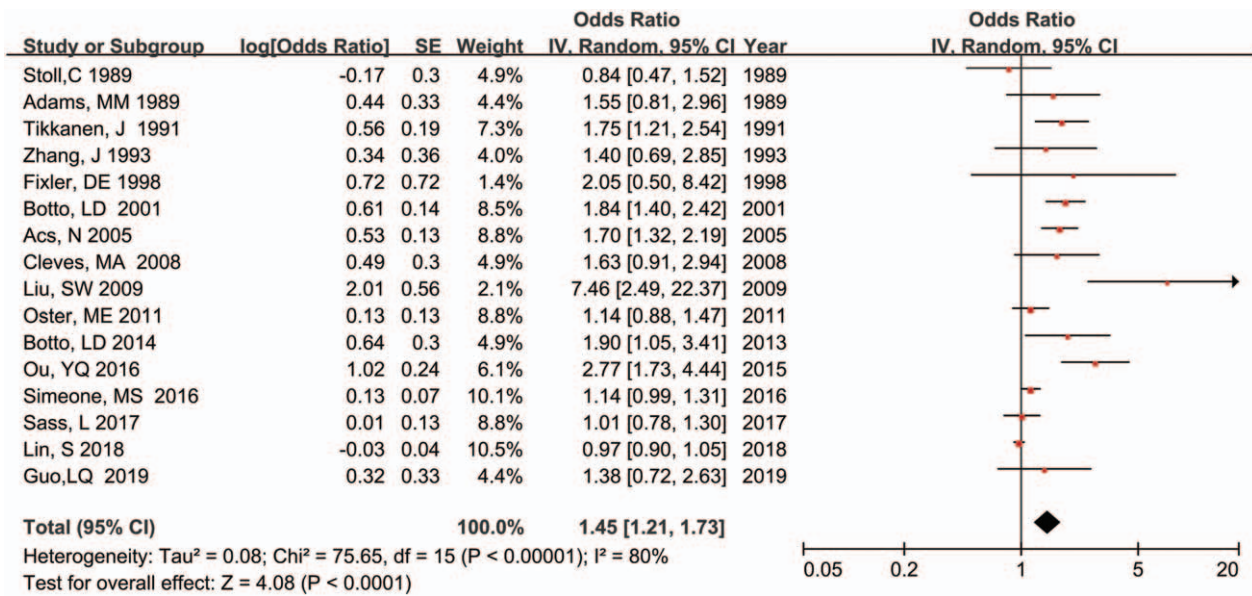 Odds Ratio Odds Ratio
Study or Subgroup log[Odds Ratio] SE Weight IV, Random, 95% CI Year IV, Random, 95% CI
Stoll,C 1989 -0.17 0.3 4.9% 0.84 [0.47, 1.52] 1989
Adams, MM 1989 0.44 0.33 4.4% 1.55 [0.81, 2.96] 1989
Tikkanen, J 1991 0.56 0.19 7.3% 1.75 [1.21, 2.54] 1991
Zhang, J 1993 0.34 0.36 4.0% 1.40 [0.69, 2.85] 1993
Fixler, DE 1998 0.72 0.72 1.4% 2.05 [0.50, 8.42] 1998
Botto, LD 2001 0.61 0.14 8.5% 1.84 [1.40, 2.42] 2001
Acs, N 2005 0.53 0.13 8.8% 1.70 [1.32, 2.19] 2005
Cleves, MA 2008 0.49 0.3 4.9% 1.63 [0.91, 2.94] 2008
Liu, SW 2009 2.01 0.56 2.1% 7.46 [2.49, 22.37] 2009
Oster, ME 2011 0.13 0.13 8.8% 1.14 [0.88, 1.47] 2011
Botto, LD 2014 0.64 0.3 4.9% 1.90 [1.05, 3.41] 2013
Ou, YQ 2016 1.02 0.24 6.1% 2.77 [1.73, 4.44] 2015
Simeone, MS 2016 0.13 0.07 10.1% 1.14 [0.99, 1.31] 2016
Sass, L 2017 0.01 0.13 8.8% 1.01 [0.78, 1.30] 2017
Lin, S 2018 -0.03 0.04 10.5% 0.97 [0.90, 1.05] 2018
Guo,LQ 2019 0.32 0.33 4.4% 1.38 [0.72, 2.63] 2019
Total (95% CI) 100.0% 1.45 [1.21, 1.73]
Heterogeneity: Tau² = 0.08; Chi² = 75.65, df = 15 (P < 0.00001); I² = 80%
Test for overall effect: Z = 4.08 (P < 0.0001)
0.05 0.2 1 5 20